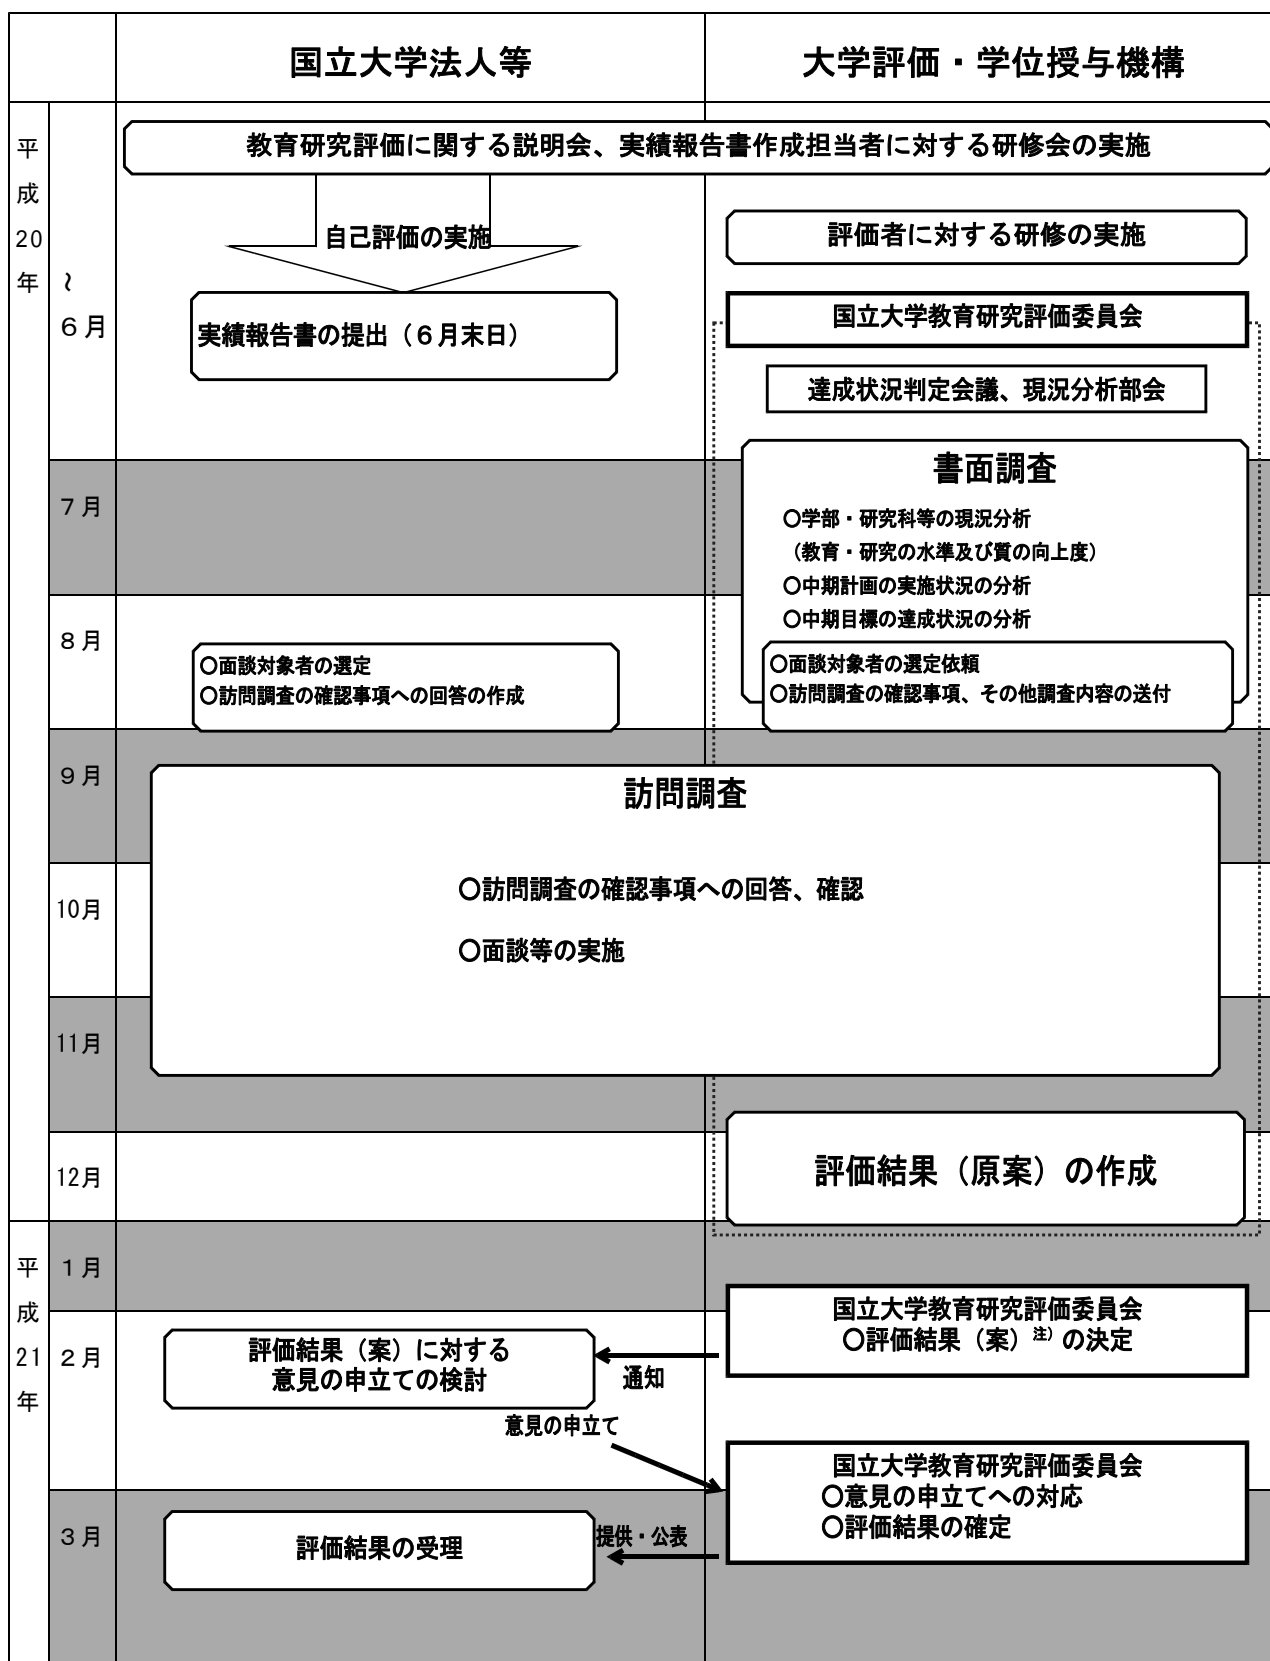 国立大学法人等
大学評価・学位授与機構
平成20年
～6月
教育研究評価に関する説明会、実績報告書作成担当者に対する研修会の実施
自己評価の実施
評価者に対する研修の実施
実績報告書の提出（６月末日）
国立大学教育研究評価委員会
達成状況判定会議、現況分析部会
書面調査
7月
○学部・研究科等の現況分析
（教育・研究の水準及び質の向上度）
○中期計画の実施状況の分析
○中期目標の達成状況の分析
8月
○面談対象者の選定
○訪問調査の確認事項への回答の作成
○面談対象者の選定依頼
○訪問調査の確認事項、その他調査内容の送付
9月
訪問調査
10月
○訪問調査の確認事項への回答、確認
○面談等の実施
11月
12月
評価結果（原案）の作成
平成21年
1月
国立大学教育研究評価委員会
○評価結果（案）注）の決定
2月
評価結果（案）に対する
意見の申立ての検討
通知
意見の申立て
国立大学教育研究評価委員会
○意見の申立てへの対応
○評価結果の確定
3月
評価結果の受理
提供・公表